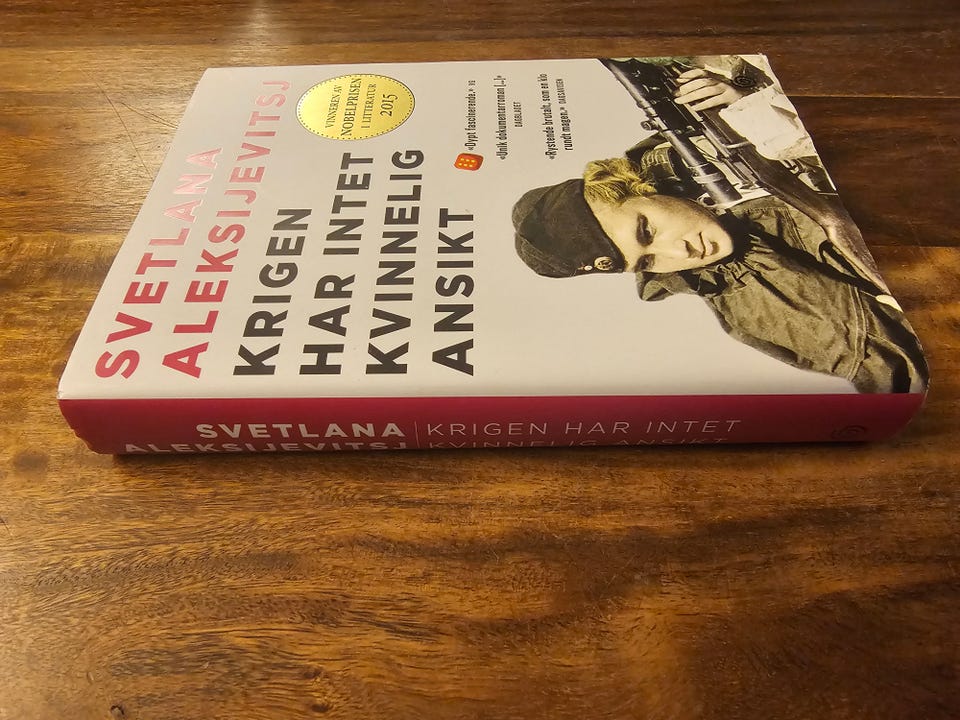 SVETLANA
ALEKSIJEVITSJ
KRIGEN
HAR INTET
KVINNELIG
ANSIKT
VINNEREN AV
NOBELPRISEN
I LITTERATUR
2015
«Dypt fascinerende.» VG
«Unik dokumentarroman [...]»
DAGBLADET
«Rystende brutalt, som en klo
rundt magen.» DAGSAVISEN
SVETLANA
ALEKSIJEVITSJ
KRIGEN HAR INTET
KVINNELIG ANSIKT